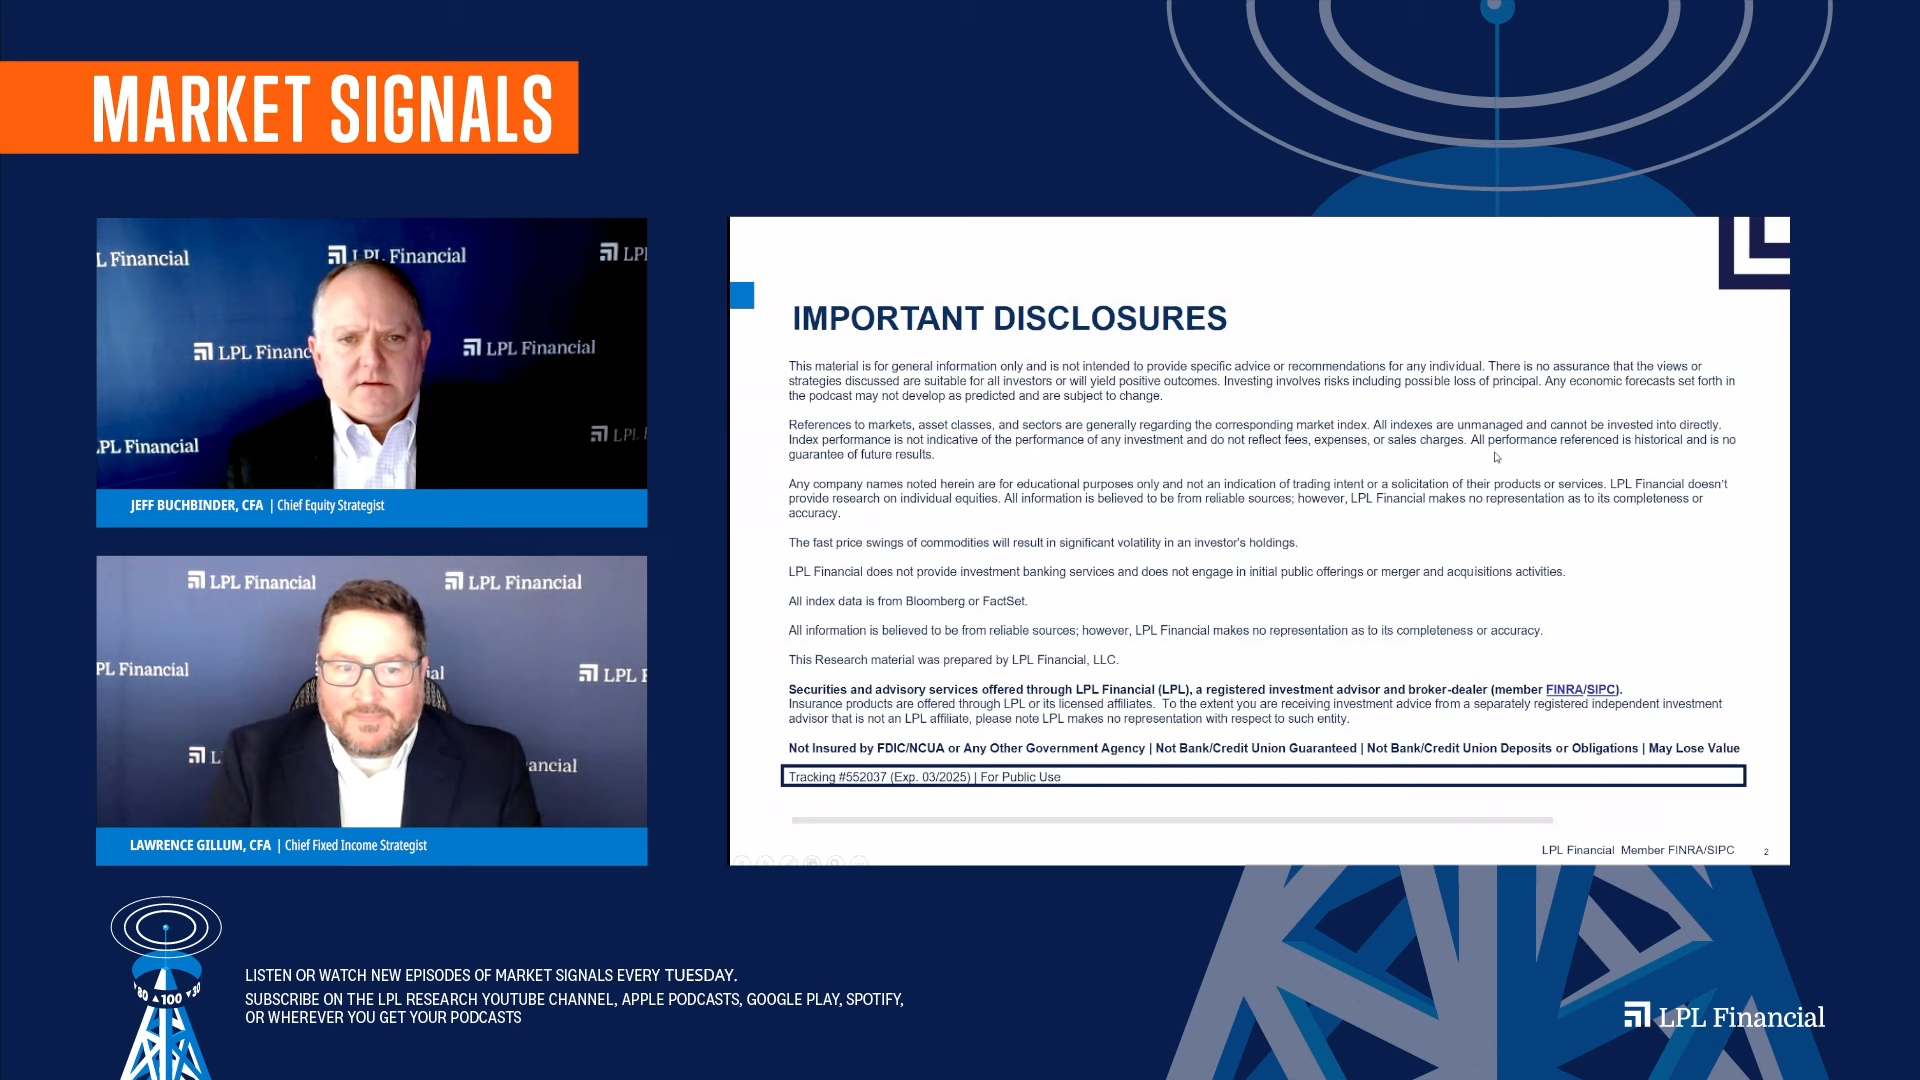 MARKET SIGNALS
L Financial
LPL Financial
LPL
LPL Financ
LPL Financial
LPL
LPL Financial
JEFF BUCHBINDER, CFA | Chief Equity Strategist
LPL Financial
LPL Financial
PL Financial
ial
LPL F
L
ancial
LAWRENCE GILLUM, CFA | Chief Fixed Income Strategist
IMPORTANT DISCLOSURES
This material is for general information only and is not intended to provide specific advice or recommendations for any individual. There is no assurance that the views or
strategies discussed are suitable for all investors or will yield positive outcomes. Investing involves risks including possible loss of principal. Any economic forecasts set forth in
the podcast may not develop as predicted and are subject to change.
References to markets, asset classes, and sectors are generally regarding the corresponding market index. All indexes are unmanaged and cannot be invested into directly.
Index performance is not indicative of the performance of any investment and do not reflect fees, expenses, or sales charges. All performance referenced is historical and is no
guarantee of future results.
Any company names noted herein are for educational purposes only and not an indication of trading intent or a solicitation of their products or services. LPL Financial doesn't
provide research on individual equities. All information is believed to be from reliable sources; however, LPL Financial makes no representation as to its completeness or
accuracy.
The fast price swings of commodities will result in significant volatility in an investor's holdings.
LPL Financial does not provide investment banking services and does not engage in initial public offerings or merger and acquisitions activities.
All index data is from Bloomberg or FactSet.
All information is believed to be from reliable sources; however, LPL Financial makes no representation as to its completeness or accuracy.
This Research material was prepared by LPL Financial, LLC.
Securities and advisory services offered through LPL Financial (LPL), a registered investment advisor and broker-dealer (member FINRA/SIPC).
Insurance products are offered through LPL or its licensed affiliates. To the extent you are receiving investment advice from a separately registered independent investment
advisor that is not an LPL affiliate, please note LPL makes no representation with respect to such entity.
Not Insured by FDIC/NCUA or Any Other Government Agency | Not Bank/Credit Union Guaranteed | Not Bank/Credit Union Deposits or Obligations | May Lose Value
Tracking #552037 (Exp. 03/2025) | For Public Use
LPL Financial Member FINRA/SIPC 2
80 ▲ 100 ▼ 30
LISTEN OR WATCH NEW EPISODES OF MARKET SIGNALS EVERY TUESDAY.
SUBSCRIBE ON THE LPL RESEARCH YOUTUBE CHANNEL, APPLE PODCASTS, GOOGLE PLAY, SPOTIFY,
OR WHEREVER YOU GET YOUR PODCASTS
LPL Financial